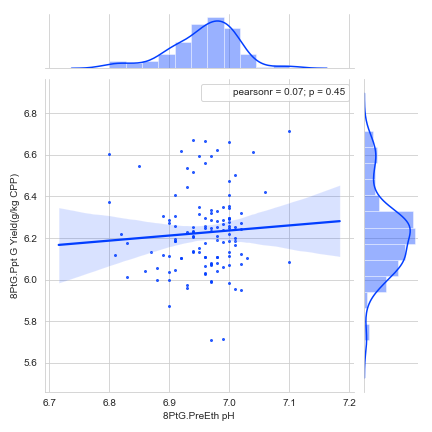 pearsonr = 0.07; p = 0.45
6.8
6.6
6.4
6.2
6.0
5.8
5.6
8PtG.Ppt G Yield(g/kg CPP)
6.7 6.8 6.9 7.0 7.1 7.2
8PtG.PreEth pH